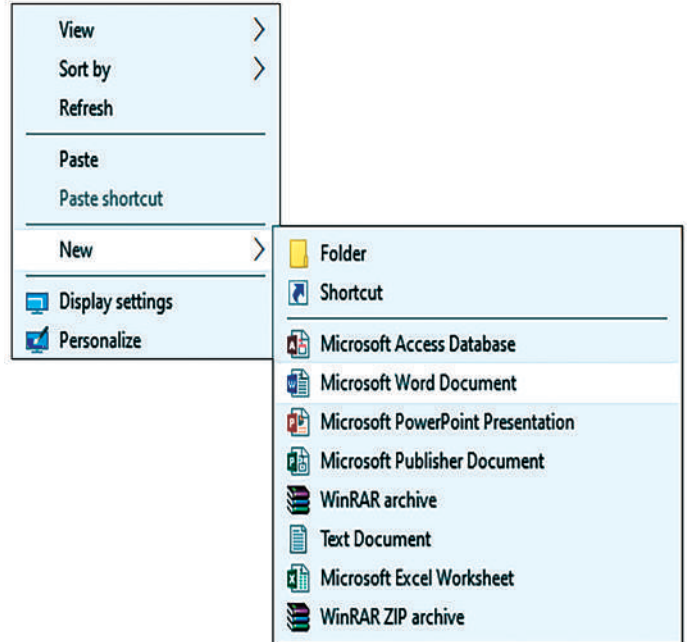 View
Sort by
Refresh
Paste
Paste shortcut
New
Display settings
Personalize
Folder
Shortcut
Microsoft Access Database
Microsoft Word Document
Microsoft PowerPoint Presentation
Microsoft Publisher Document
WinRAR archive
Text Document
Microsoft Excel Worksheet
WinRAR ZIP archive